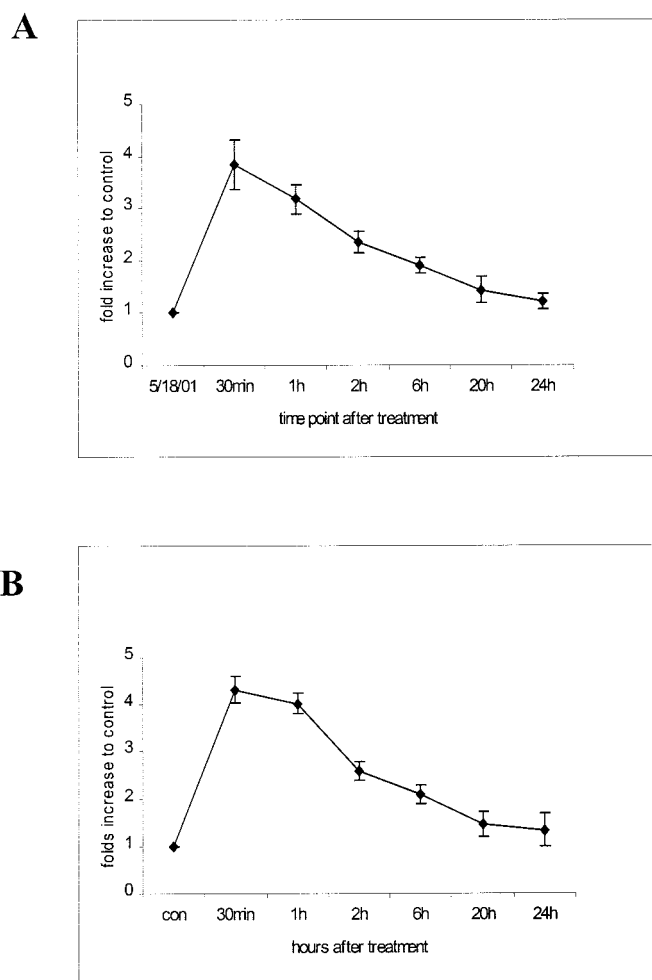 A
5
4
3
2
1
0
fold increase to control
5/18/01 30min 1h 2h 6h 20h 24h
time point after treatment
B
5
4
3
2
1
0
folds increase to control
con 30min 1h 2h 6h 20h 24h
hours after treatment